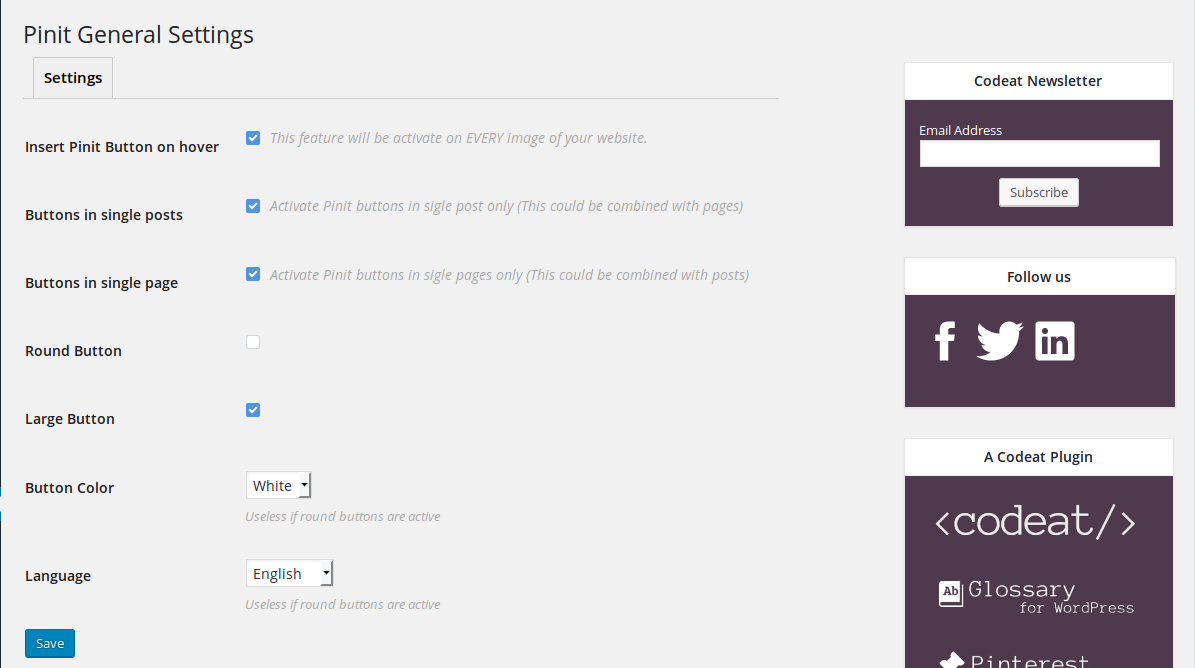 Pinit General Settings
Settings
Insert Pinit Button on hover
This feature will be activate on EVERY image of your website.
Buttons in single posts
Activate Pinit buttons in sigle post only (This could be combined with pages)
Buttons in single page
Activate Pinit buttons in sigle pages only (This could be combined with posts)
Round Button
Large Button
Button Color
White
Useless if round buttons are active
Language
English
Useless if round buttons are active
Save
Codeat Newsletter
Email Address
Subscribe
Follow us
f
in
A Codeat Plugin
<codeat/>
Ab
Glossary
for WordPress
Pinterest